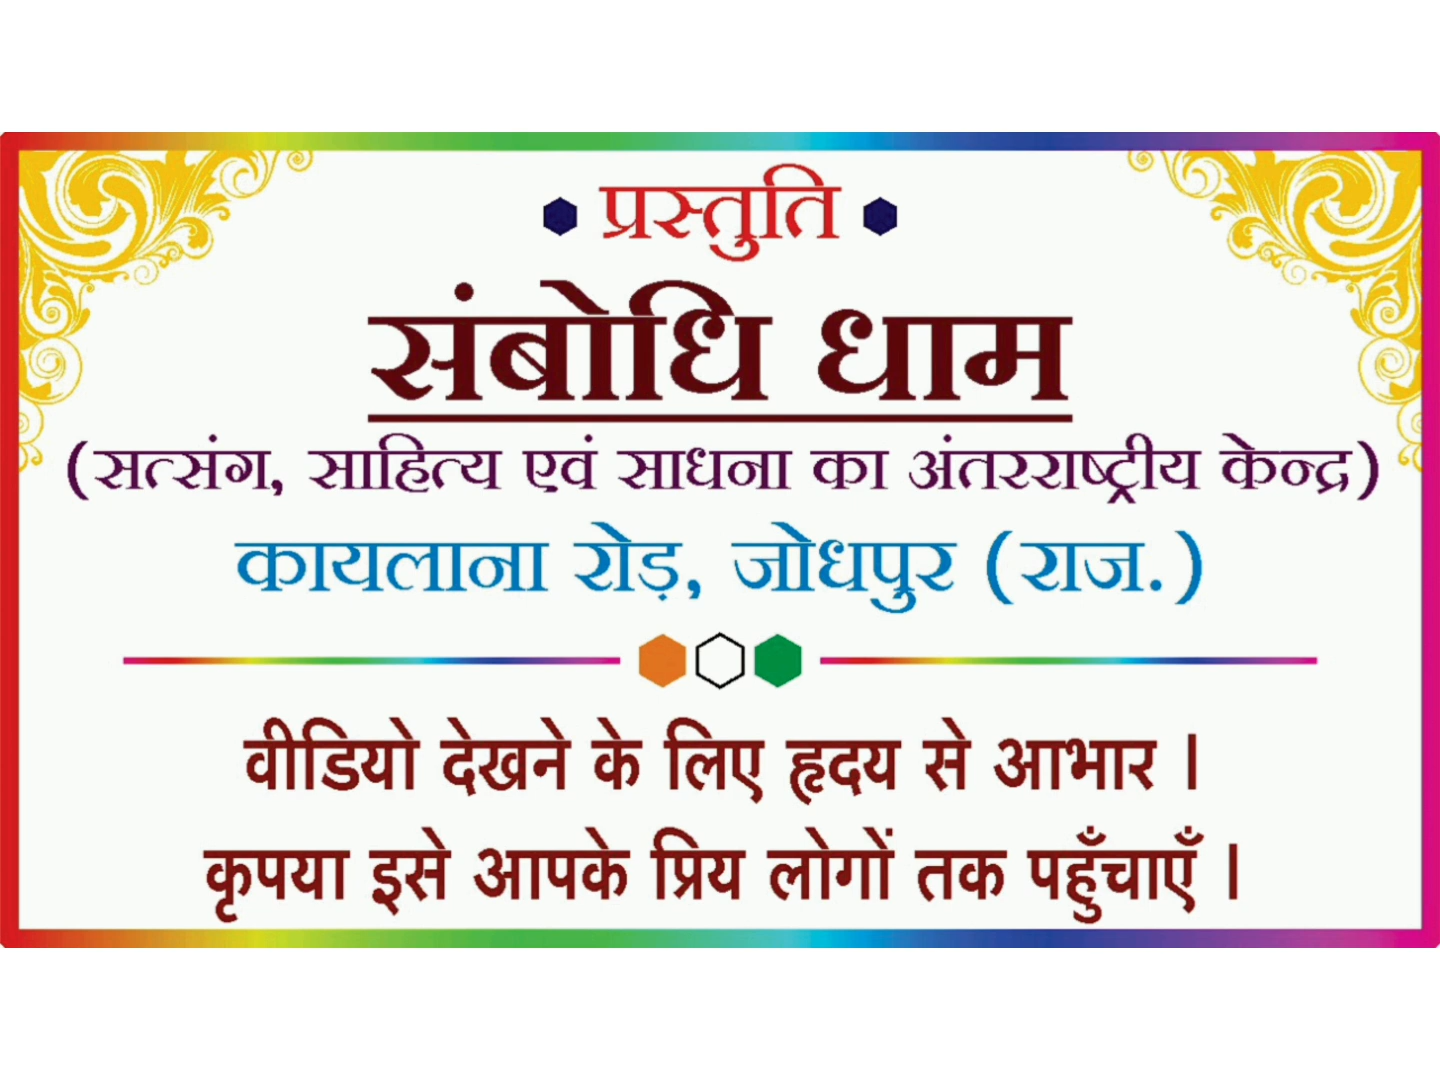 प्रस्तुति
संबोधि धाम
(सत्संग, साहित्य एवं साधना का अंतरराष्ट्रीय केन्द्र)
कायलाना रोड़, जोधपुर (राज.)
वीडियो देखने के लिए हृदय से आभार ।
कृपया इसे आपके प्रिय लोगों तक पहुँचाएँ ।